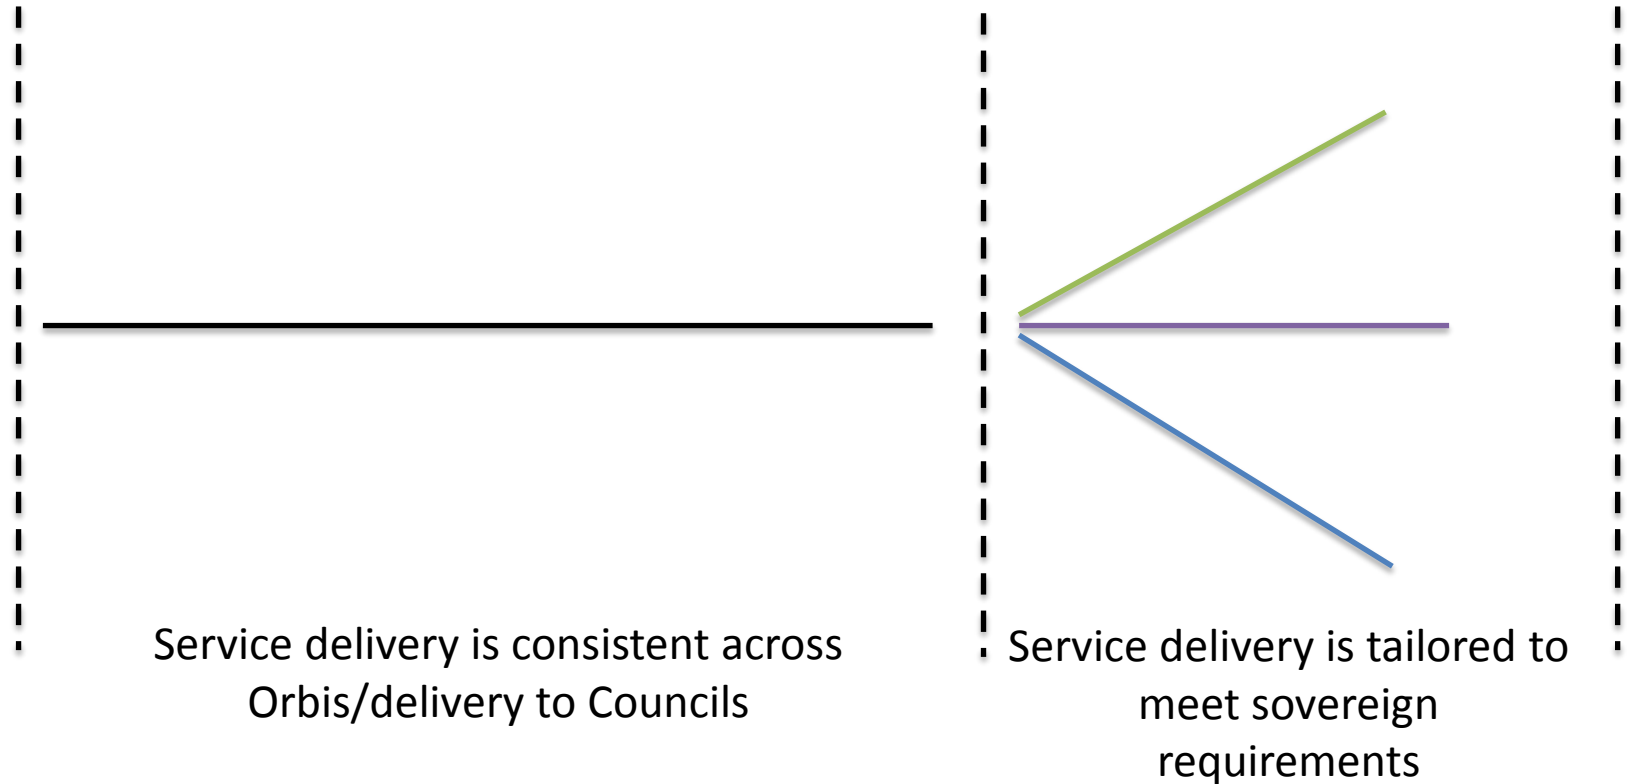 Service delivery is consistent across
Orbis/delivery to Councils
Service delivery is tailored to
meet sovereign
requirements